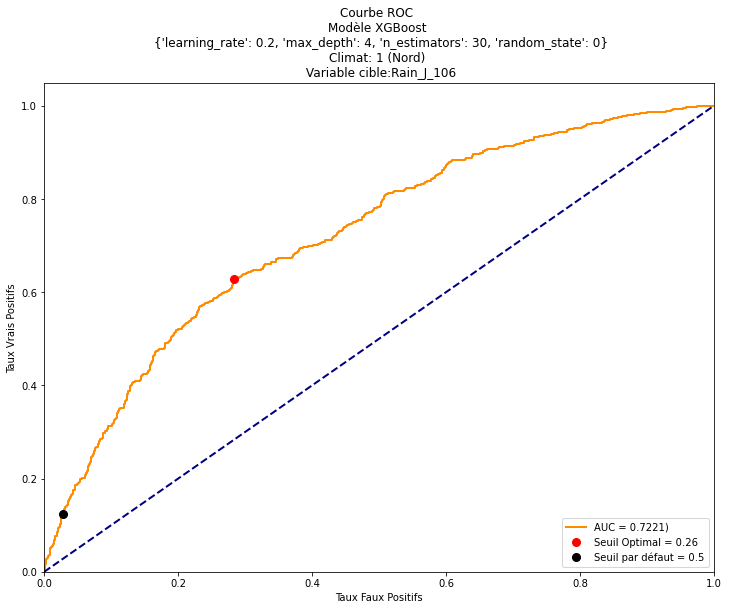 Courbe ROC
Modèle XGBoost
{'learning_rate': 0.2, 'max_depth': 4, 'n_estimators': 30, 'random_state': 0}
Climat: 1 (Nord)
Variable cible:Rain_J_106
1.0
0.8
0.6
0.4
0.2
0.0
Taux Vrais Positifs
0.0
0.2
0.4
0.6
0.8
1.0
Taux Faux Positifs
AUC = 0.7221)
Seuil Optimal = 0.26
Seuil par défaut = 0.5